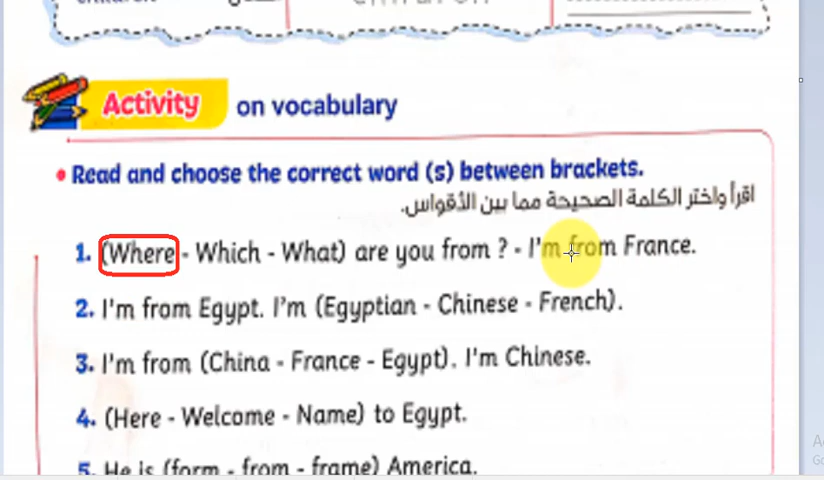 Activity on vocabulary
• Read and choose the correct word (s) between brackets.
اقرأ واختر الكلمة الصحيحة مما بين الأقواس.
1. (Where - Which - What) are you from ? - I'm from France.
2. I'm from Egypt. I'm (Egyptian - Chinese - French).
3. I'm from (China - France - Egypt). I'm Chinese.
4. (Here - Welcome - Name) to Egypt.
5. He is (form - from - frame) America.